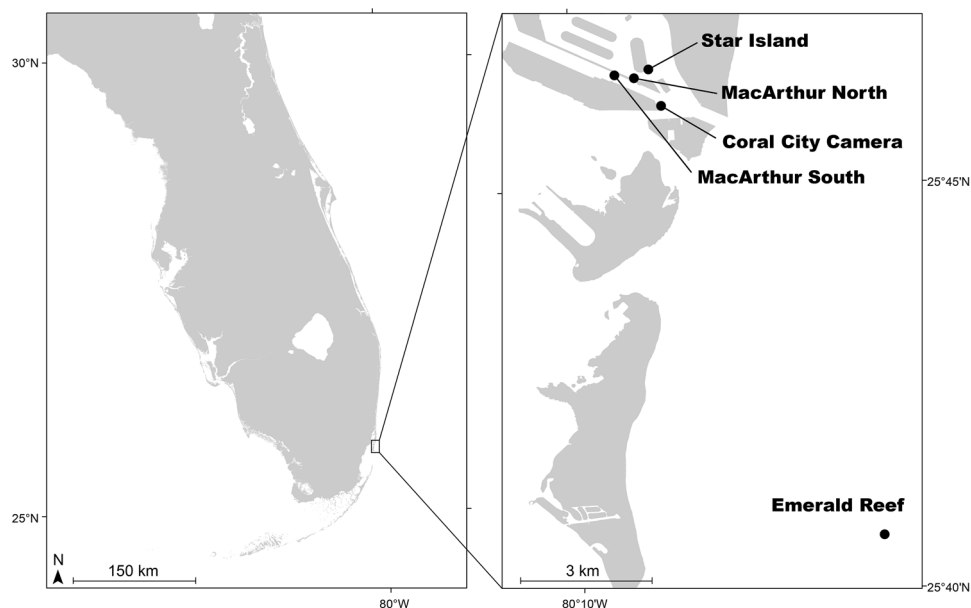 30°N
25°N
N
150 km
80°W
Star Island
MacArthur North
Coral City Camera
MacArthur South
25°45'N
Emerald Reef
3 km
80°10'W
25°40'N